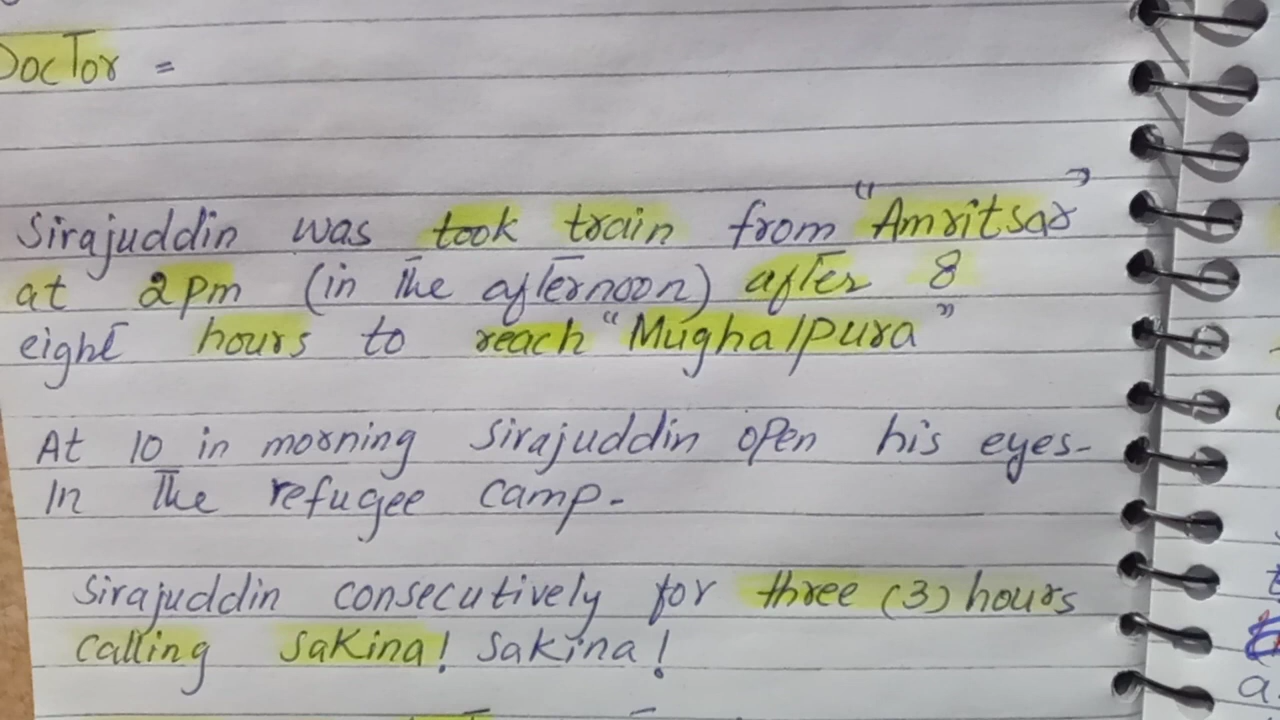 Doctor =
Sirajuddin was took train from "Amritsar"
at 2pm (in the afternoon) after 8
eight hours to reach "Mughalpura"
At 10 in morning Sirajuddin open his eyes-
In The refugee camp-
Sirajuddin consecutively for three (3) hours
calling Sakina! Sakina!